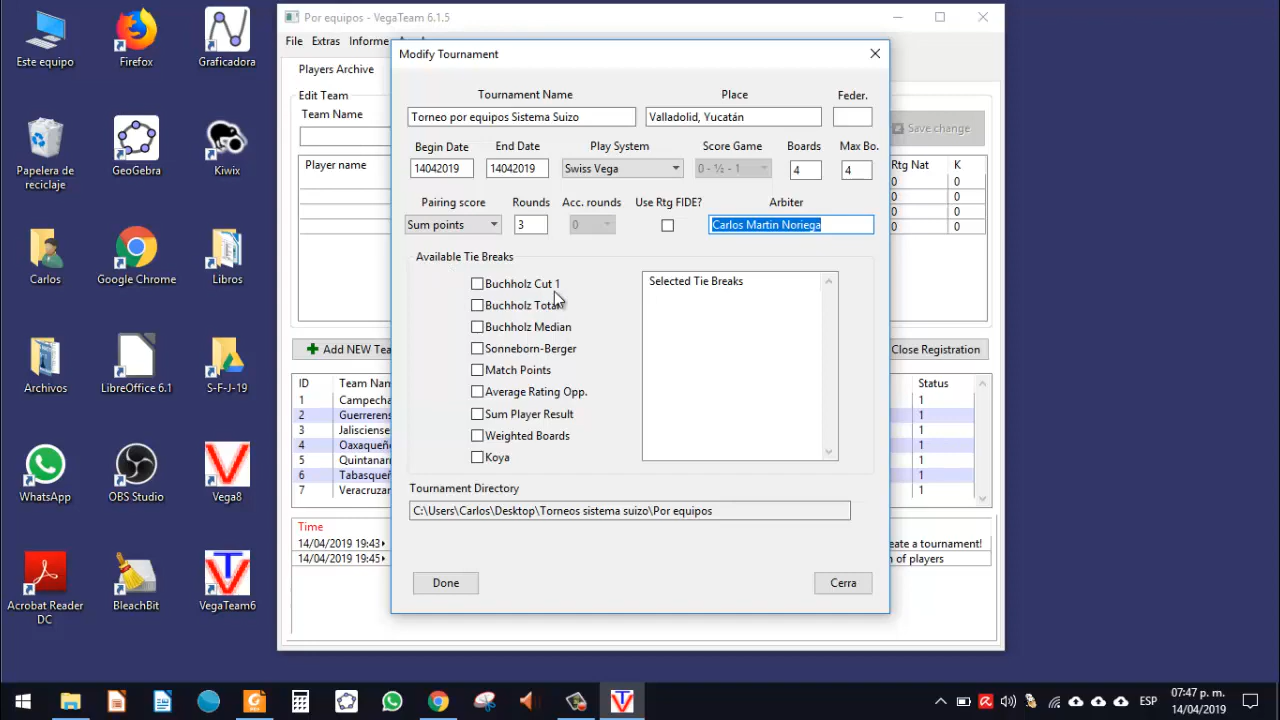 Este equipo
Firefox
Graficadora
Papelera de
reciclaje
GeoGebra
Kiwix
Carlos
Google Chrome
Libros
Archivos
LibreOffice 6.1
S-F-J-19
WhatsApp
OBS Studio
Vega8
Acrobat Reader
DC
BleachBit
VegaTeam6
Por equipos - VegaTeam 6.1.5
File Extras Informe
Players Archive
Edit Team
Team Name
Save change
Player name
Rtg Nat K
0 0
0 0
0 0
0 0
Add NEW Tea
Close Registration
ID Team Nam Status
1 Campech 1
2 Guerreren 1
3 Jalisciense 1
4 Oaxaqueño 1
5 Quintanar 1
6 Tabasque 1
7 Veracruzan 1
Time
14/04/2019 19:43 eate a tournament!
14/04/2019 19:45 n of players
Modify Tournament
Tournament Name Place Feder.
Torneo por equipos Sistema Suizo Valladolid, Yucatán
Begin Date End Date Play System Score Game Boards Max Bo.
14042019 14042019 Swiss Vega 0 - ½ - 1 4 4
Pairing score Rounds Acc. rounds Use Rtg FIDE? Arbiter
Sum points 3 0 Carlos Martin Noriega
Available Tie Breaks
Buchholz Cut 1
Buchholz Total
Buchholz Median
Sonneborn-Berger
Match Points
Average Rating Opp.
Sum Player Result
Weighted Boards
Koya
Selected Tie Breaks
Tournament Directory
C:\Users\Carlos\Desktop\Torneos sistema suizo\Por equipos
Done
Cerra
ESP
07:47 p. m.
14/04/2019